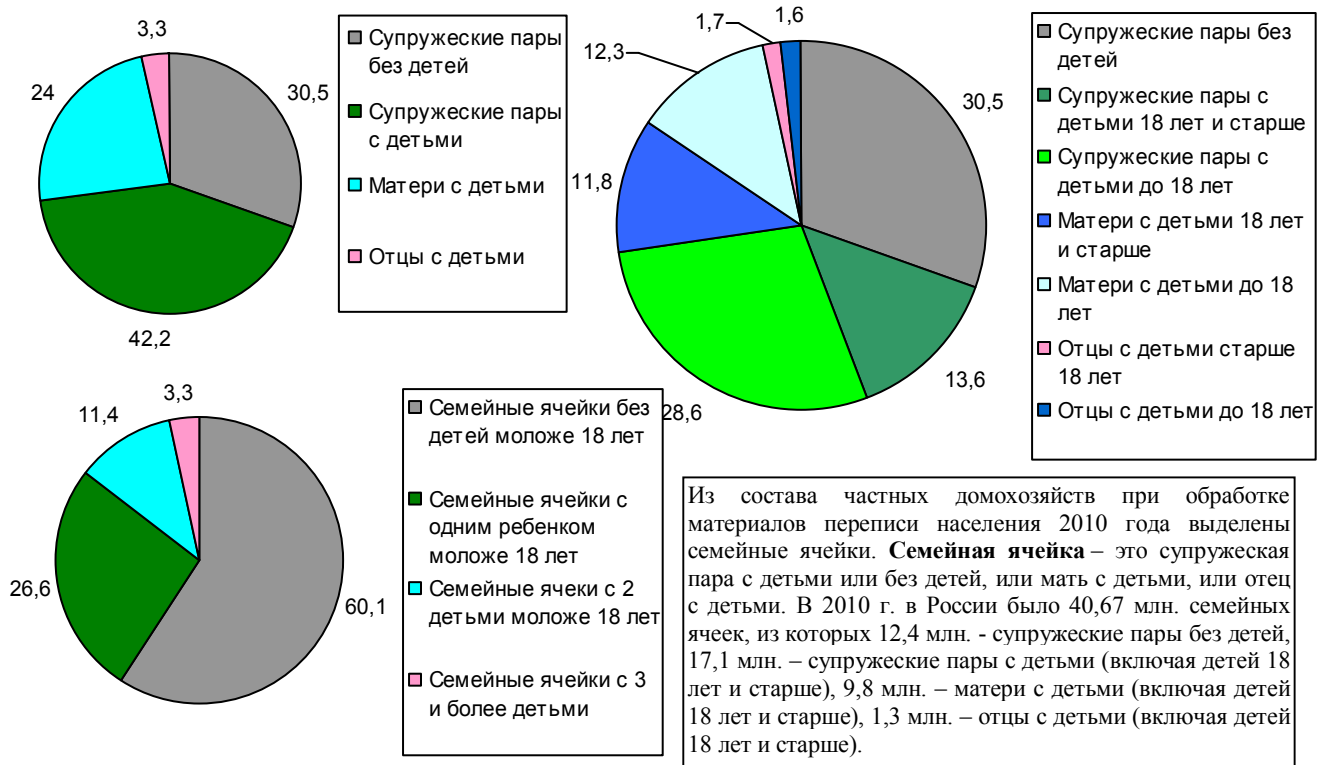 3,3
24
30,5
42,2
Супружеские пары
без детей
Супружеские пары
с детьми
Матери с детьми
Отцы с детьми
1,7
1,6
12,3
30,5
11,8
13,6
28,6
Супружеские пары без
детей
Супружеские пары с
детьми 18 лет и старше
Супружеские пары с
детьми до 18 лет
Матери с детьми 18 лет
и старше
Матери с детьми до 18
лет
Отцы с детьми старше
18 лет
Отцы с детьми до 18 лет
3,3
11,4
26,6
60,1
Семейные ячейки без
детей моложе 18 лет
Семейные ячейки с
одним ребенком
моложе 18 лет
Семейные ячеки с 2
детьми моложе 18 лет
Семейные ячейки с 3
и более детьми
Из состава частных домохозяйств при обработке
материалов переписи населения 2010 года выделены
семейные ячейки. Семейная ячейка – это супружеская
пара с детьми или без детей, или мать с детьми, или отец
с детьми. В 2010 г. в России было 40,67 млн. семейных
ячеек, из которых 12,4 млн. - супружеские пары без детей,
17,1 млн. – супружеские пары с детьми (включая детей 18
лет и старше), 9,8 млн. – матери с детьми (включая детей
18 лет и старше), 1,3 млн. – отцы с детьми (включая детей
18 лет и старше).